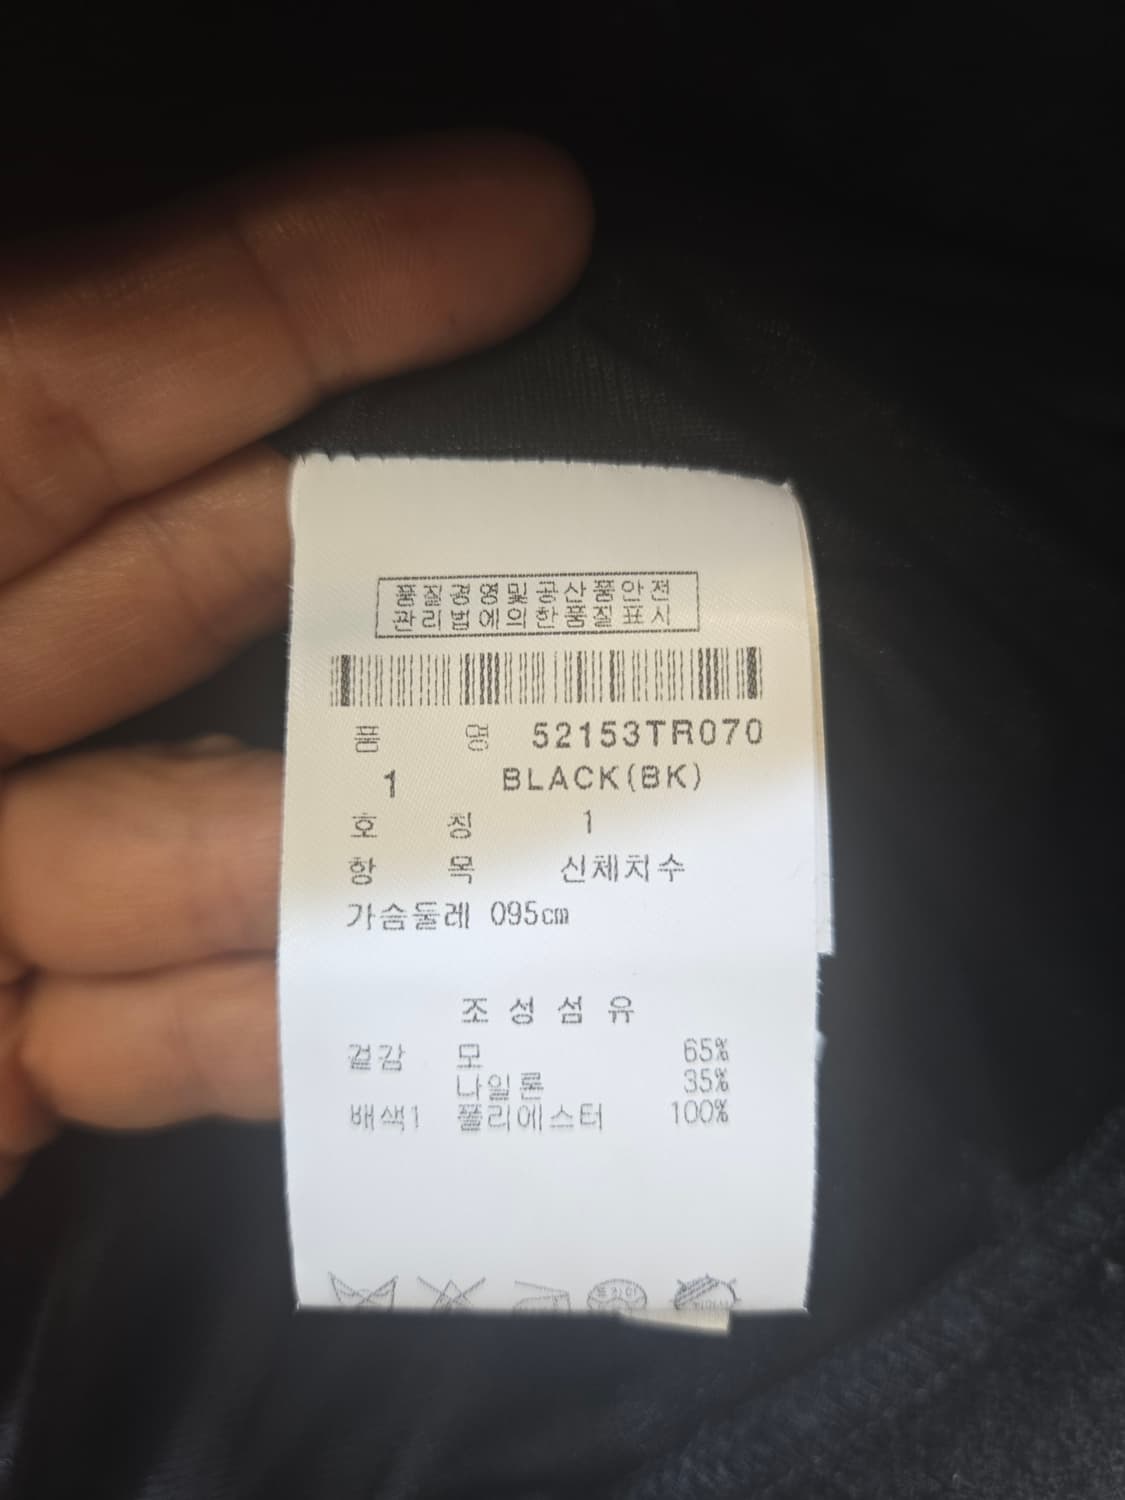 품질경영및공산품안전
관리법에의한품질표시
품 명 52153TR070
1 BLACK(BK)
호 칭 1
항 목 신체치수
가슴둘레 095cm
조성섬유
겉감 모 65%
나일론 35%
배색1 폴리에스터 100%